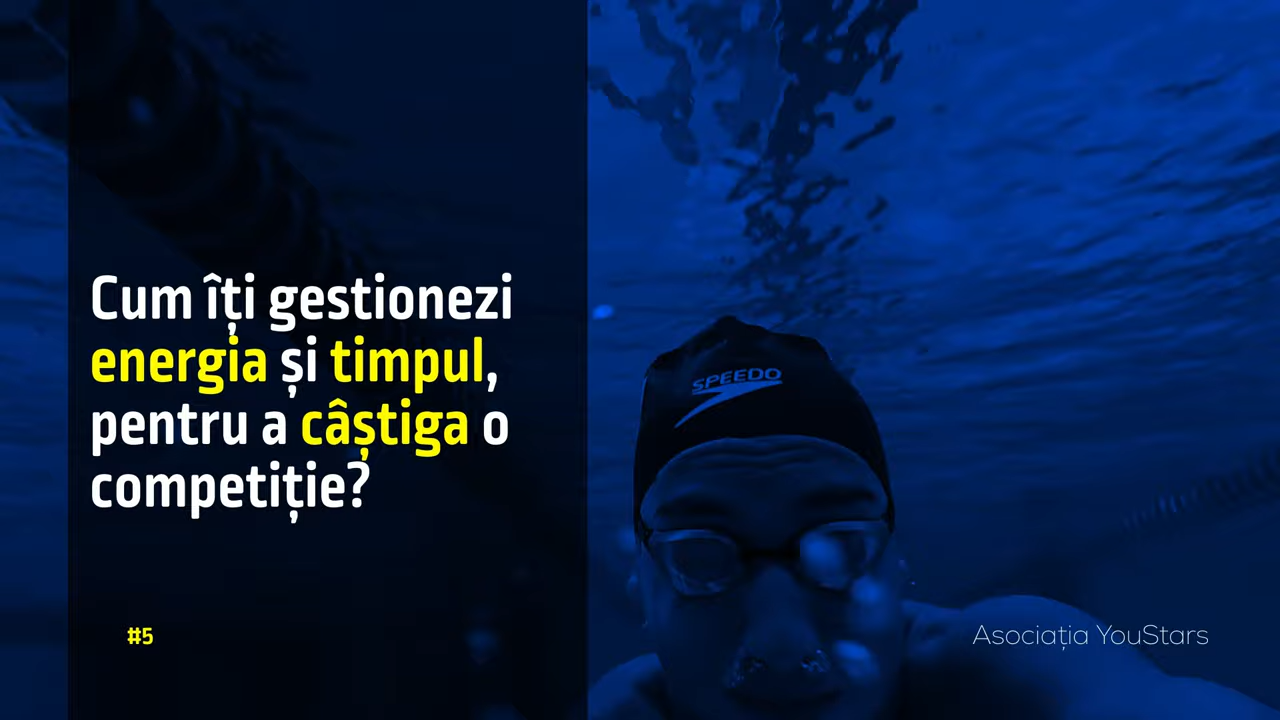 Cum îți gestionezi
energia și timpul,
pentru a câștiga o
competiție?
SPEEDO
#5
Asociația YouStars